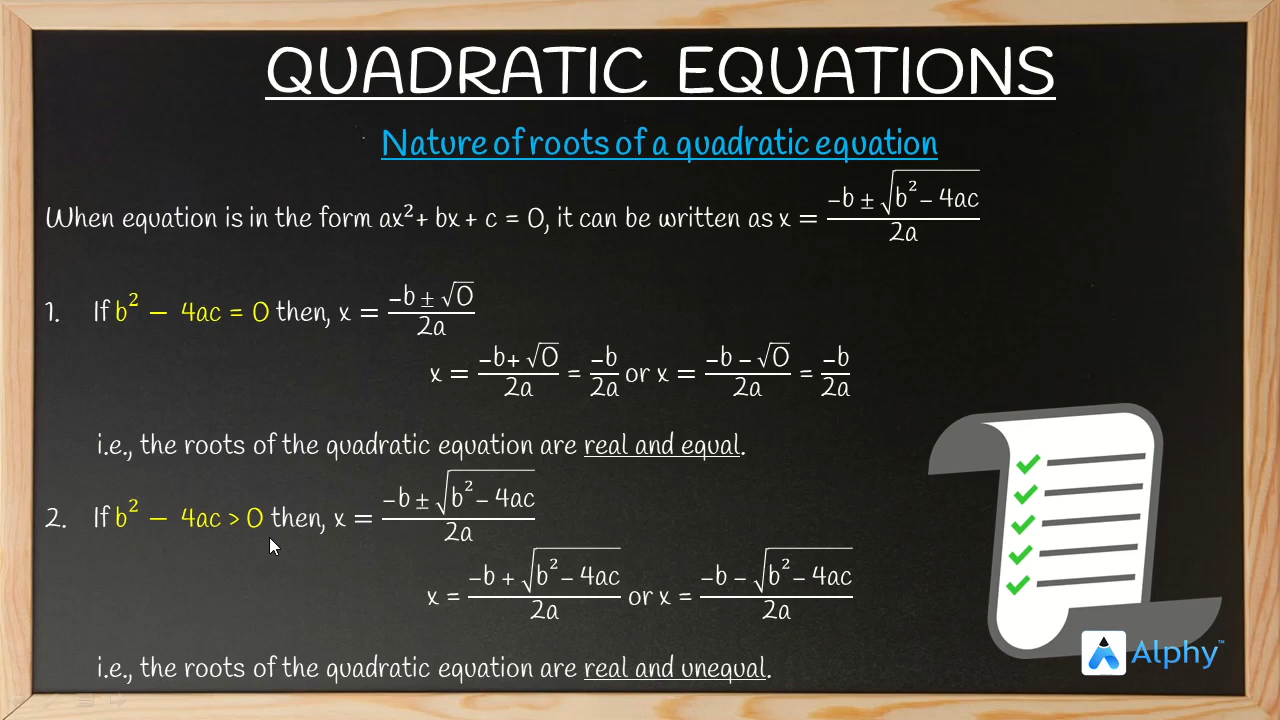 QUADRATIC EQUATIONS
Nature of roots of a quadratic equation
When equation is in the form ax²+ bx + c = 0, it can be written as x = (−b ± √(b² − 4ac))/(2a)
1. If b² − 4ac = 0 then, x = (−b ± √0)/(2a)
x = (−b+ √0)/(2a) = (−b)/(2a) or x = (−b − √0)/(2a) = (−b)/(2a)
i.e., the roots of the quadratic equation are real and equal.
2. If b² − 4ac > 0 then, x = (−b ± √(b² − 4ac))/(2a)
x = (−b + √(b² − 4ac))/(2a) or x = (−b − √(b² − 4ac))/(2a)
i.e., the roots of the quadratic equation are real and unequal.
Alphy™